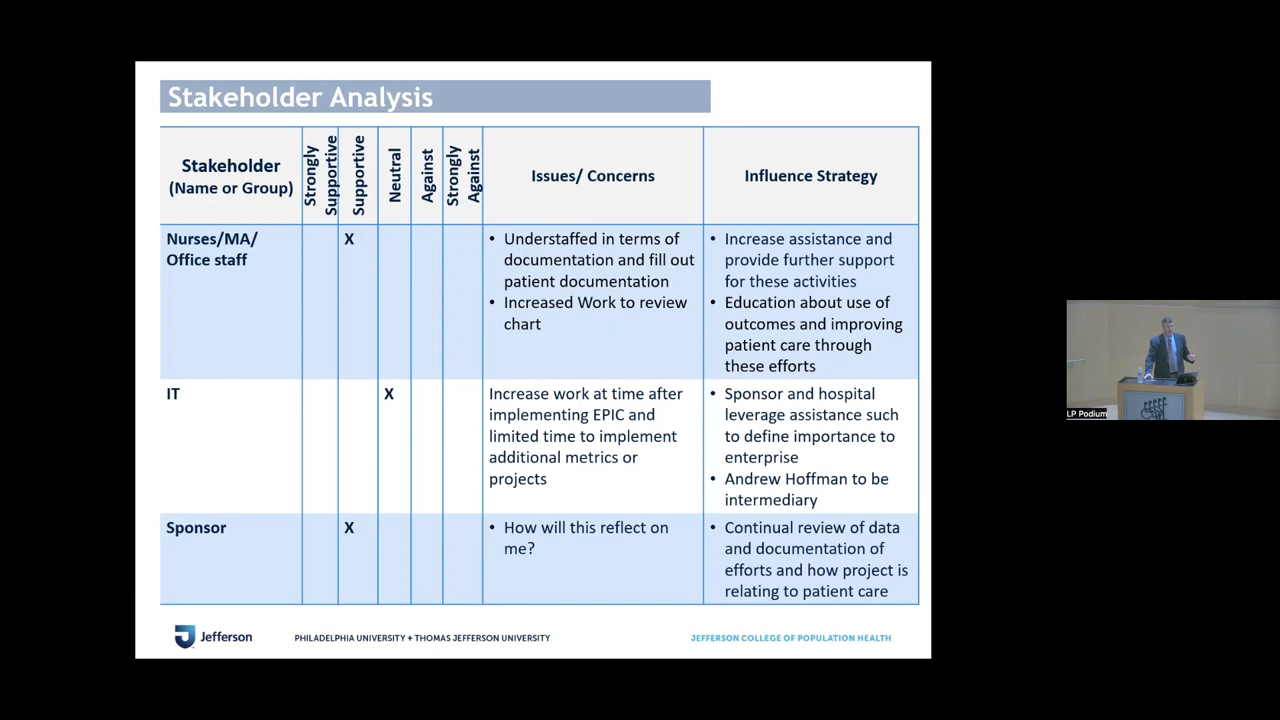 Stakeholder Analysis
Stakeholder
(Name or Group)
Strongly
Supportive
Supportive
Neutral
Against
Strongly
Against
Issues/ Concerns
Influence Strategy
Nurses/MA/
Office staff
X
• Understaffed in terms of
documentation and fill out
patient documentation
• Increased Work to review
chart
• Increase assistance and
provide further support
for these activities
• Education about use of
outcomes and improving
patient care through
these efforts
IT
X
Increase work at time after
implementing EPIC and
limited time to implement
additional metrics or
projects
• Sponsor and hospital
leverage assistance such
to define importance to
enterprise
• Andrew Hoffman to be
intermediary
Sponsor
X
• How will this reflect on
me?
• Continual review of data
and documentation of
efforts and how project is
relating to patient care
Jefferson
PHILADELPHIA UNIVERSITY + THOMAS JEFFERSON UNIVERSITY
JEFFERSON COLLEGE OF POPULATION HEALTH
LP Podium